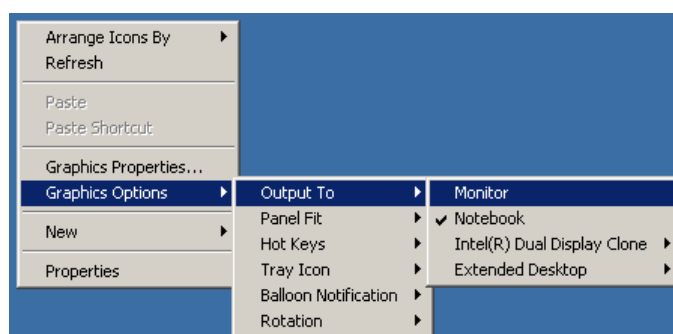 Arrange Icons By
Refresh
Paste
Paste Shortcut
Graphics Properties...
Graphics Options
New
Properties
Output To
Panel Fit
Hot Keys
Tray Icon
Balloon Notification
Rotation
Monitor
Notebook
Intel(R) Dual Display Clone
Extended Desktop